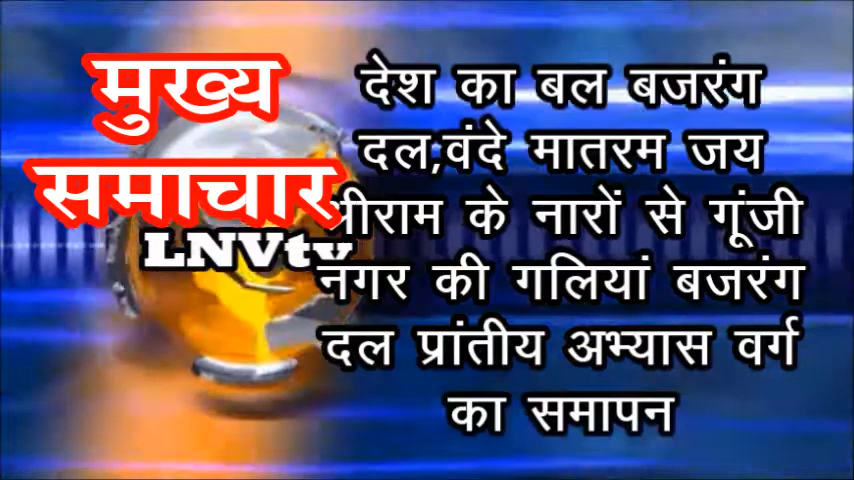 मुख्य
समाचार
LNVtv
देश का बल बजरंग
दल,वंदे मातरम जय
श्रीराम के नारों से गूंजी
नगर की गलियां बजरंग
दल प्रांतीय अभ्यास वर्ग
का समापन